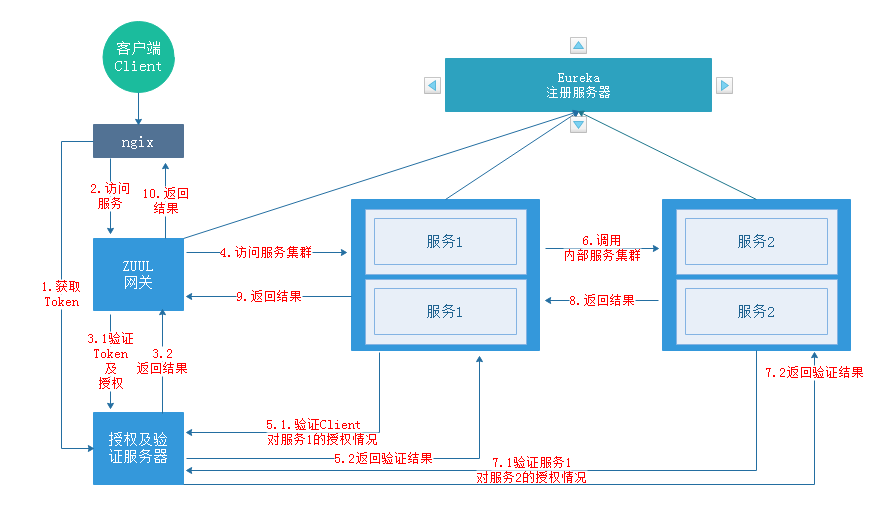 客户端
Client
Eureka
注册服务器
ngix
2.访问
服务
10.返回
结果
ZUUL
网关
4.访问服务集群
服务1
服务1
6.调用
内部服务集群
服务2
服务2
9.返回结果
8.返回结果
1.获取
Token
3.1验证
Token
及
授权
3.2
返回结果
7.2返回验证结果
授权及验
证服务器
5.1.验证Client
对服务1的授权情况
5.2返回验证结果
7.1验证服务1
对服务2的授权情况